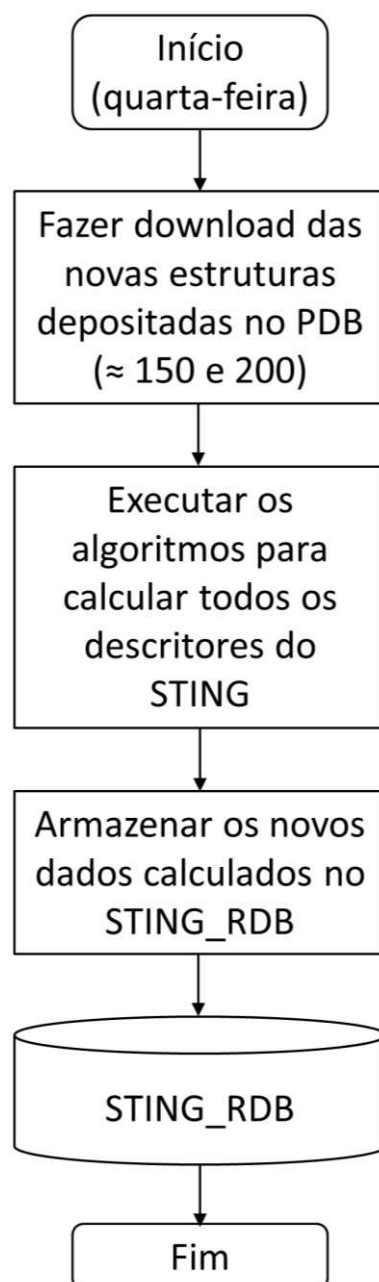 Início
(quarta-feira)
Fazer download das
novas estruturas
depositadas no PDB
(≈ 150 e 200)
Executar os
algoritmos para
calcular todos os
descritores do
STING
Armazenar os novos
dados calculados no
STING_RDB
STING_RDB
Fim